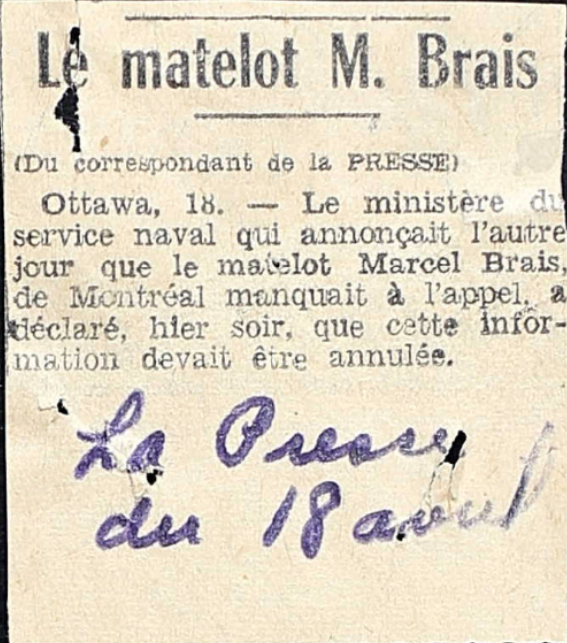 Le matelot M. Brais
(Du correspondant de la PRESSE)
Ottawa, 18. — Le ministère du
service naval qui annonçait l'autre
jour que le matelot Marcel Brais,
de Montréal manquait à l'appel, a
déclaré, hier soir, que cette infor-
mation devait être annulée.
La Presse
du 18 avril